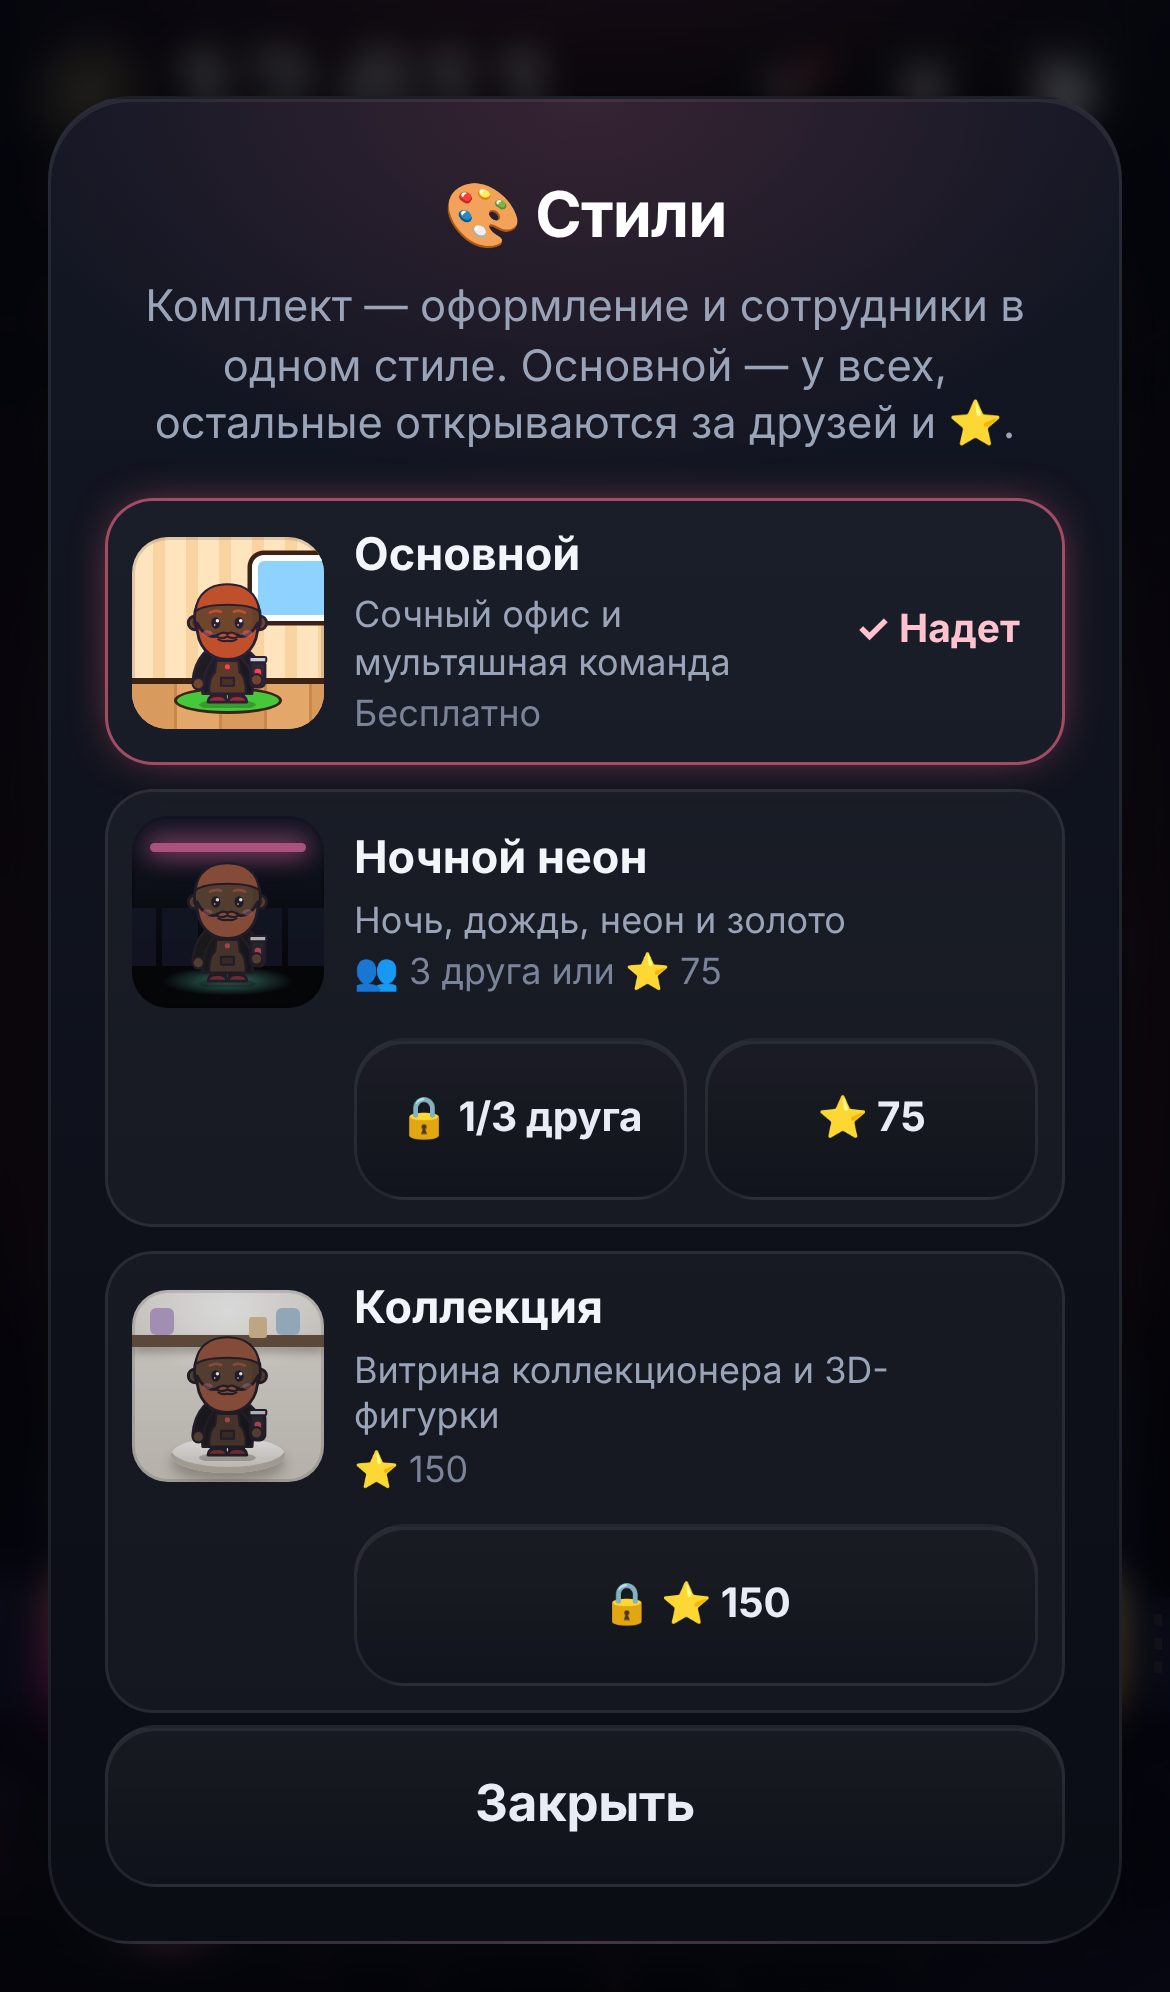 🎨 Стили
Комплект — оформление и сотрудники в
одном стиле. Основной — у всех,
остальные открываются за друзей и ⭐.
Основной
Сочный офис и
мультяшная команда
Бесплатно
✓ Надет
Ночной неон
Ночь, дождь, неон и золото
👥 3 друга или ⭐ 75
🔒 1/3 друга
⭐ 75
Коллекция
Витрина коллекционера и 3D-
фигурки
⭐ 150
🔒 ⭐ 150
Закрыть